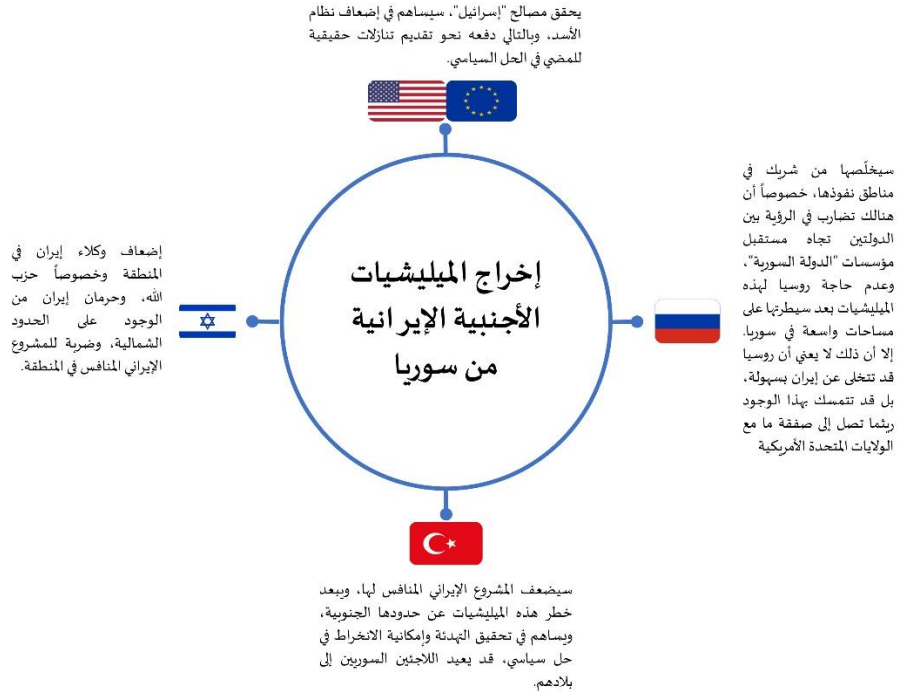 يحقق مصالح "إسرائيل"، سيساهم في إضعاف نظام
الأسد، وبالتالي دفعه نحو تقديم تنازلات حقيقية
للمضي في الحل السياسي.
سيخلّصها من شريك في
مناطق نفوذها، خصوصاً أن
هنالك تضارب في الرؤية بين
الدولتين تجاه مستقبل
مؤسسات "الدولة السورية"،
وعدم حاجة روسيا لهذه
الميليشيات بعد سيطرتها على
مساحات واسعة في سوريا.
إلا أن ذلك لا يعني أن روسيا
قد تتخلى عن إيران بسهولة،
بل قد تتمسك بهذا الوجود
ريثما تصل إلى صفقة ما مع
الولايات المتحدة الأمريكية
إخراج الميليشيات
الأجنبية الإيرانية
من سوريا
إضعاف وكلاء إيران في
المنطقة وخصوصاً حزب
الله، وحرمان إيران من
الوجود على الحدود
الشمالية، وضربة للمشروع
الإيراني المنافس في المنطقة.
سيضعف المشروع الإيراني المنافس لها، ويبعد
خطر هذه الميليشيات عن حدودها الجنوبية،
ويساهم في تحقيق التهدئة وإمكانية الانخراط في
حل سياسي، قد يعيد اللاجئين السوريين إلى
بلادهم.